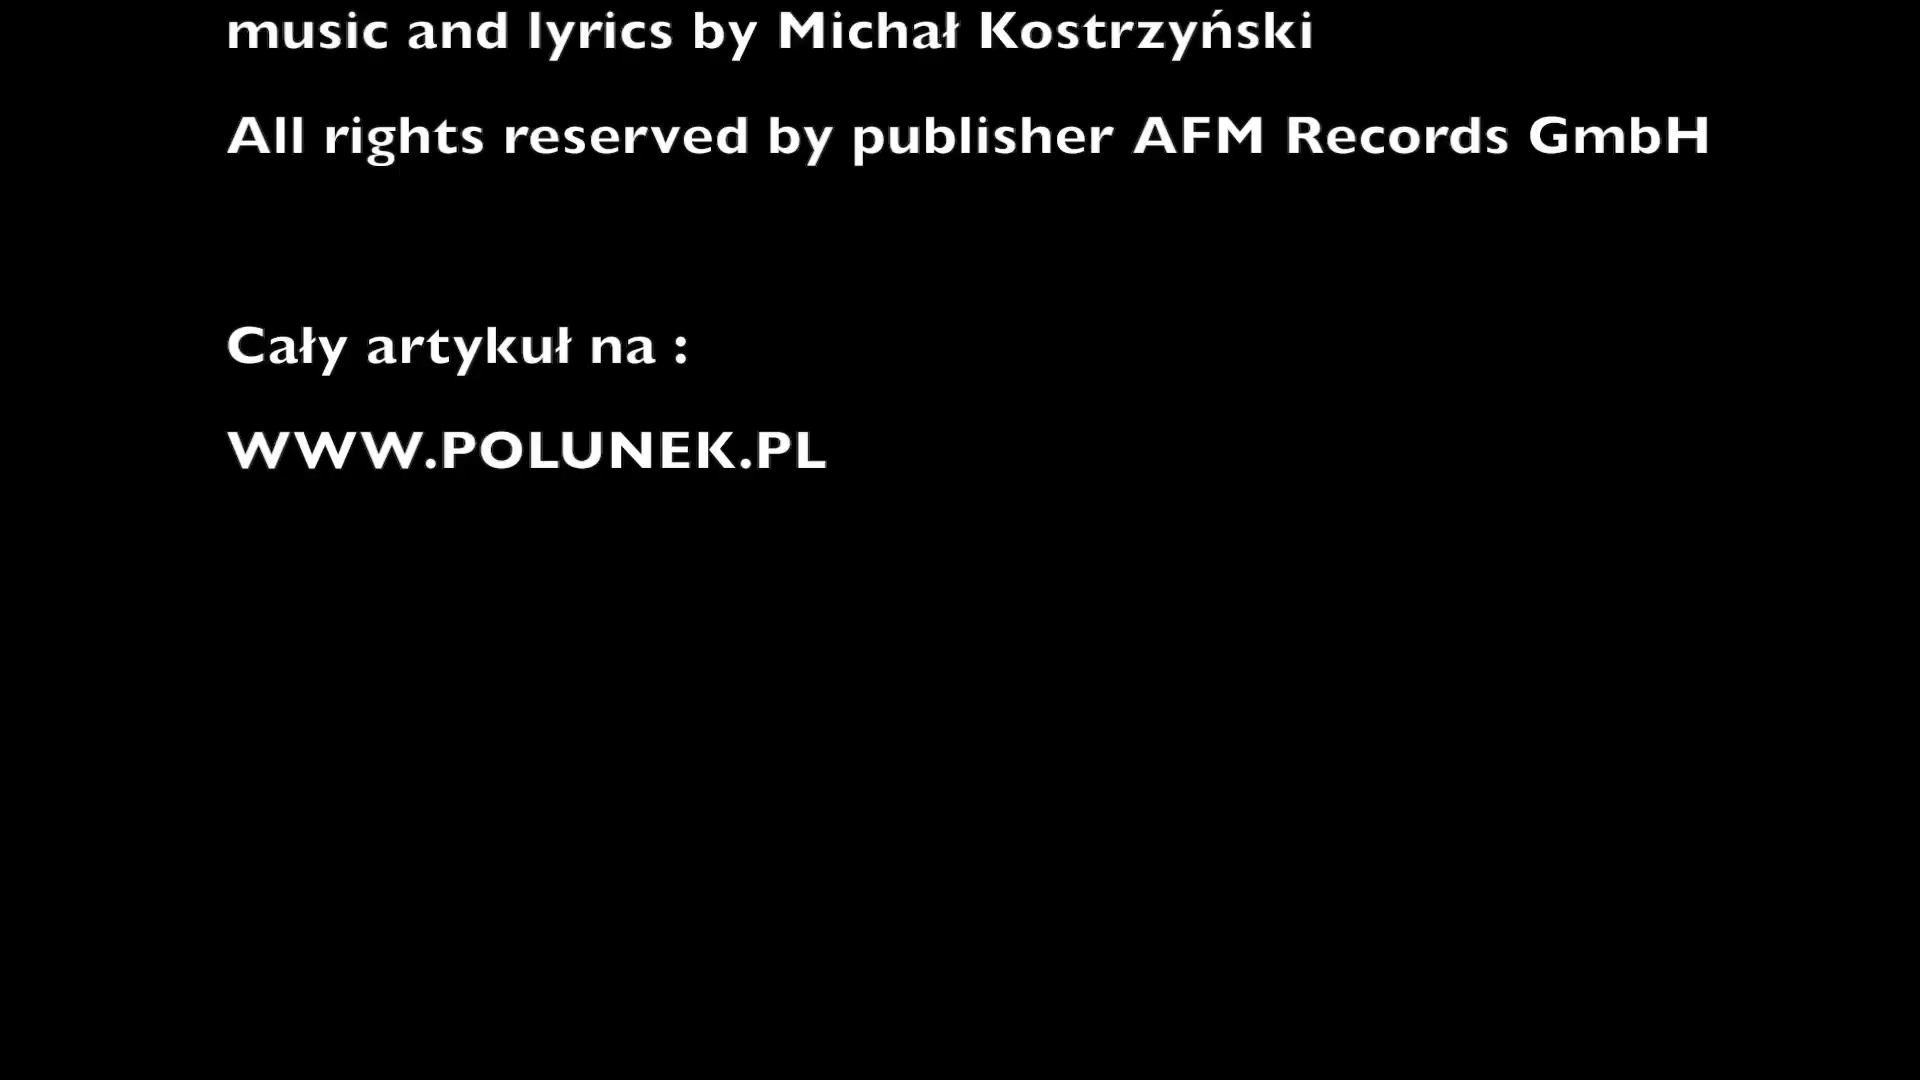 music and lyrics by Michał Kostrzyński
All rights reserved by publisher AFM Records GmbH
Cały artykuł na :
WWW.POLUNEK.PL